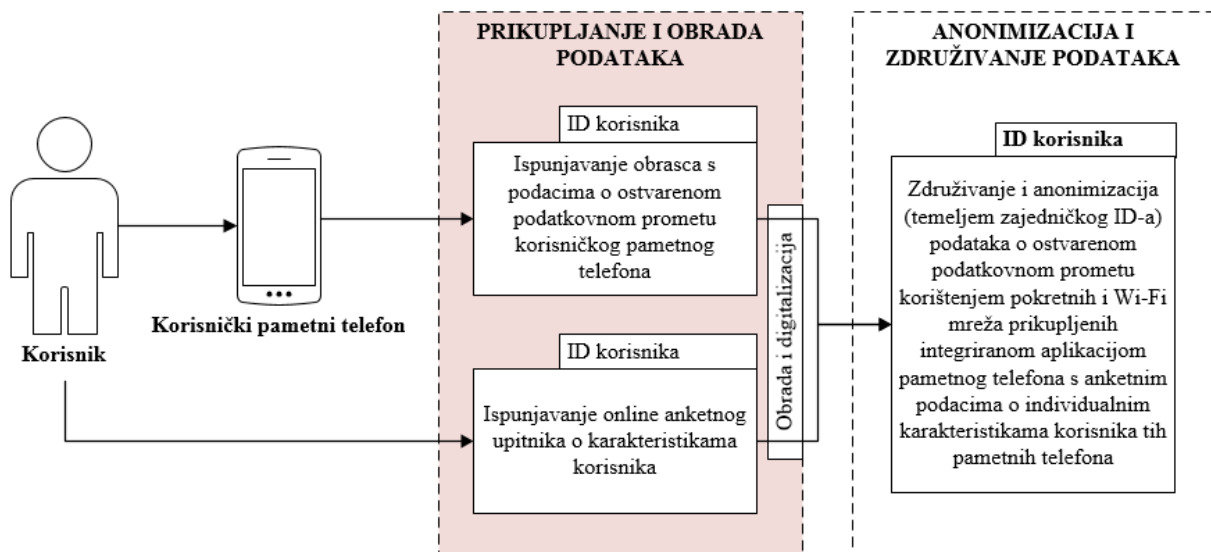 PRIKUPLJANJE I OBRADA
PODATAKA
ANONIMIZACIJA I
ZDRUŽIVANJE PODATAKA
Korisnik
Korisnički pametni telefon
ID korisnika
Ispunjavanje obrasca s
podacima o ostvarenom
podatkovnom prometu
korisničkog pametnog
telefona
ID korisnika
Ispunjavanje online anketnog
upitnika o karakteristikama
korisnika
Obrada i digitalizacija
ID korisnika
Združivanje i anonimizacija
(temeljem zajedničkog ID-a)
podataka o ostvarenom
podatkovnom prometu
korištenjem pokretnih i Wi-Fi
mreža prikupljenih
integriranom aplikacijom
pametnog telefona s anketnim
podacima o individualnim
karakteristikama korisnika tih
pametnih telefona